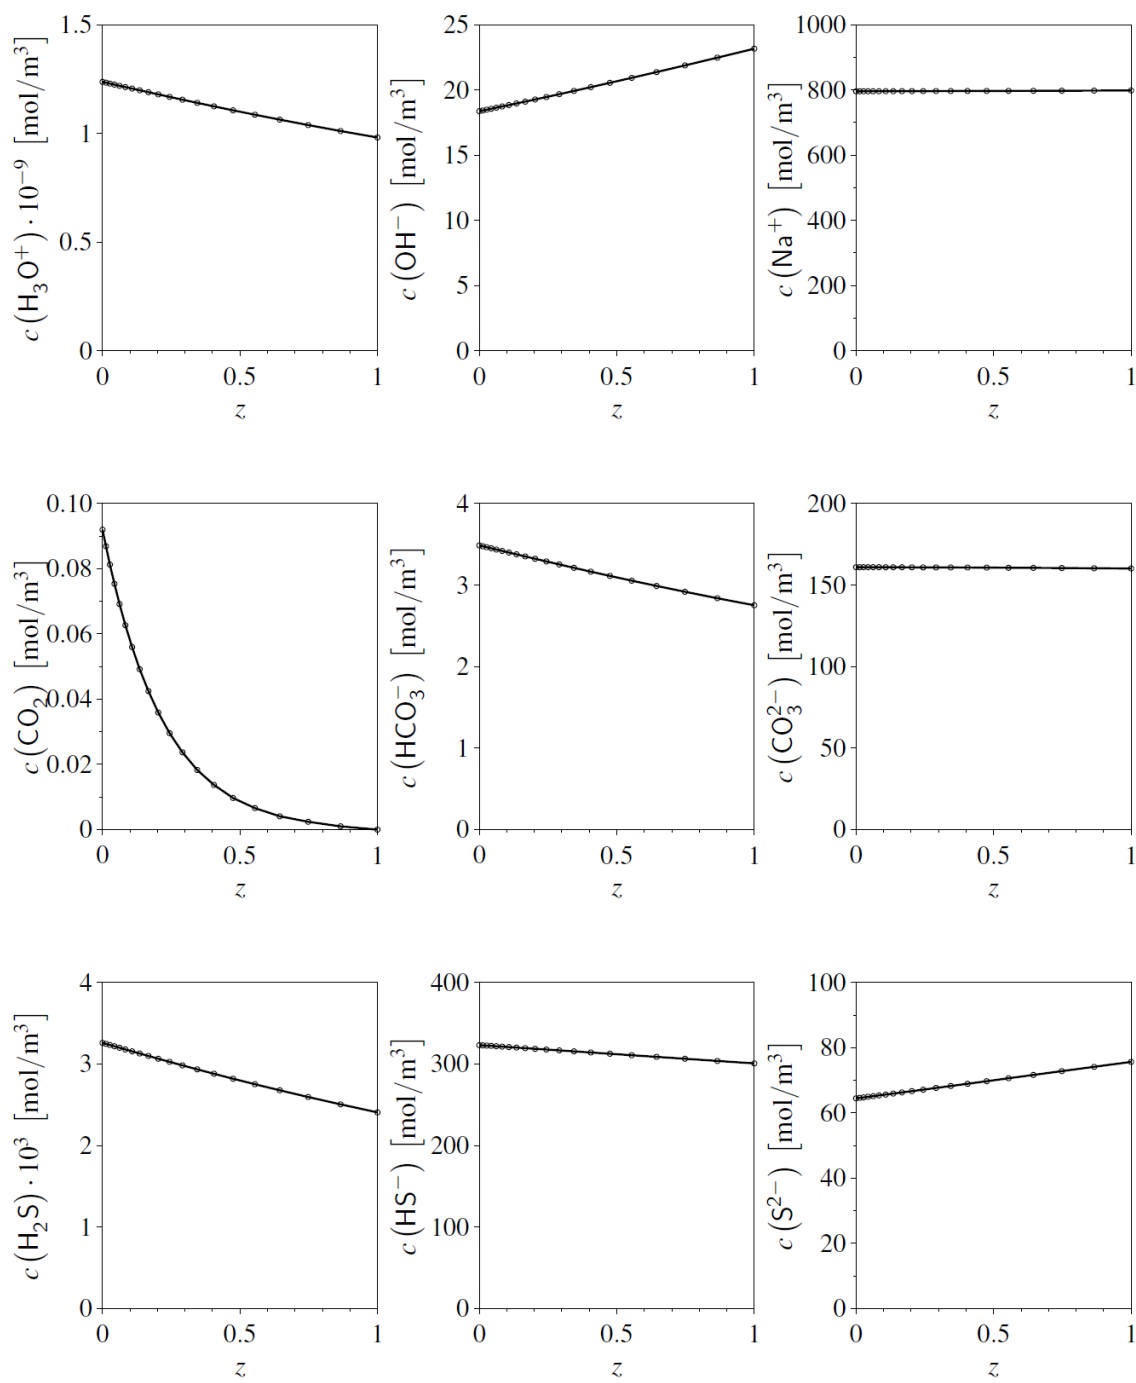 c (H₃O⁺) · 10⁻⁹ [mol/m³]
1.5
1
0.5
0
0 0.5 1
z
c (OH⁻) [mol/m³]
25
20
15
10
5
0
0 0.5 1
z
c (Na⁺) [mol/m³]
1000
800
600
400
200
0
0 0.5 1
z
c (CO₂) [mol/m³]
0.10
0.08
0.06
0.04
0.02
0
0 0.5 1
z
c (HCO₃⁻) [mol/m³]
4
3
2
1
0
0 0.5 1
z
c (CO₃²⁻) [mol/m³]
200
150
100
50
0
0 0.5 1
z
c (H₂S) · 10³ [mol/m³]
4
3
2
1
0
0 0.5 1
z
c (HS⁻) [mol/m³]
400
300
200
100
0
0 0.5 1
z
c (S²⁻) [mol/m³]
100
80
60
40
20
0
0 0.5 1
z